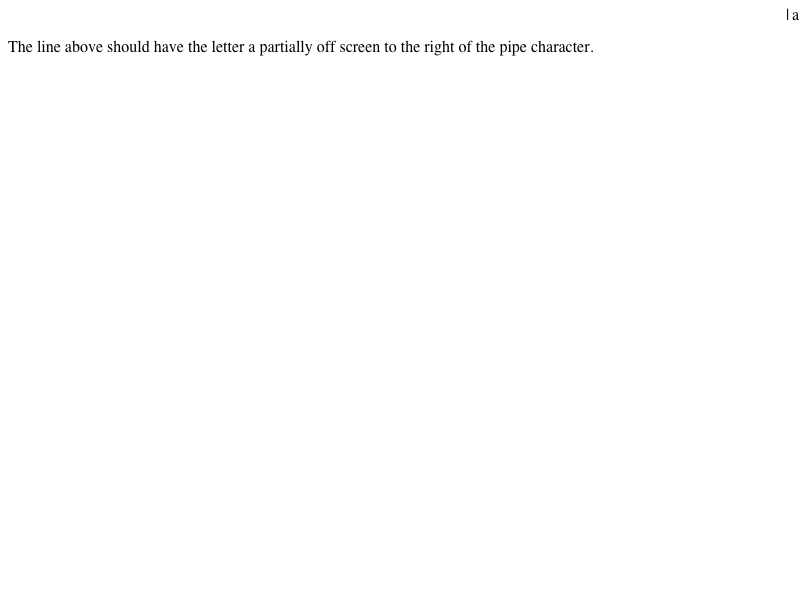 |a
The line above should have the letter a partially off screen to the right of the pipe character.